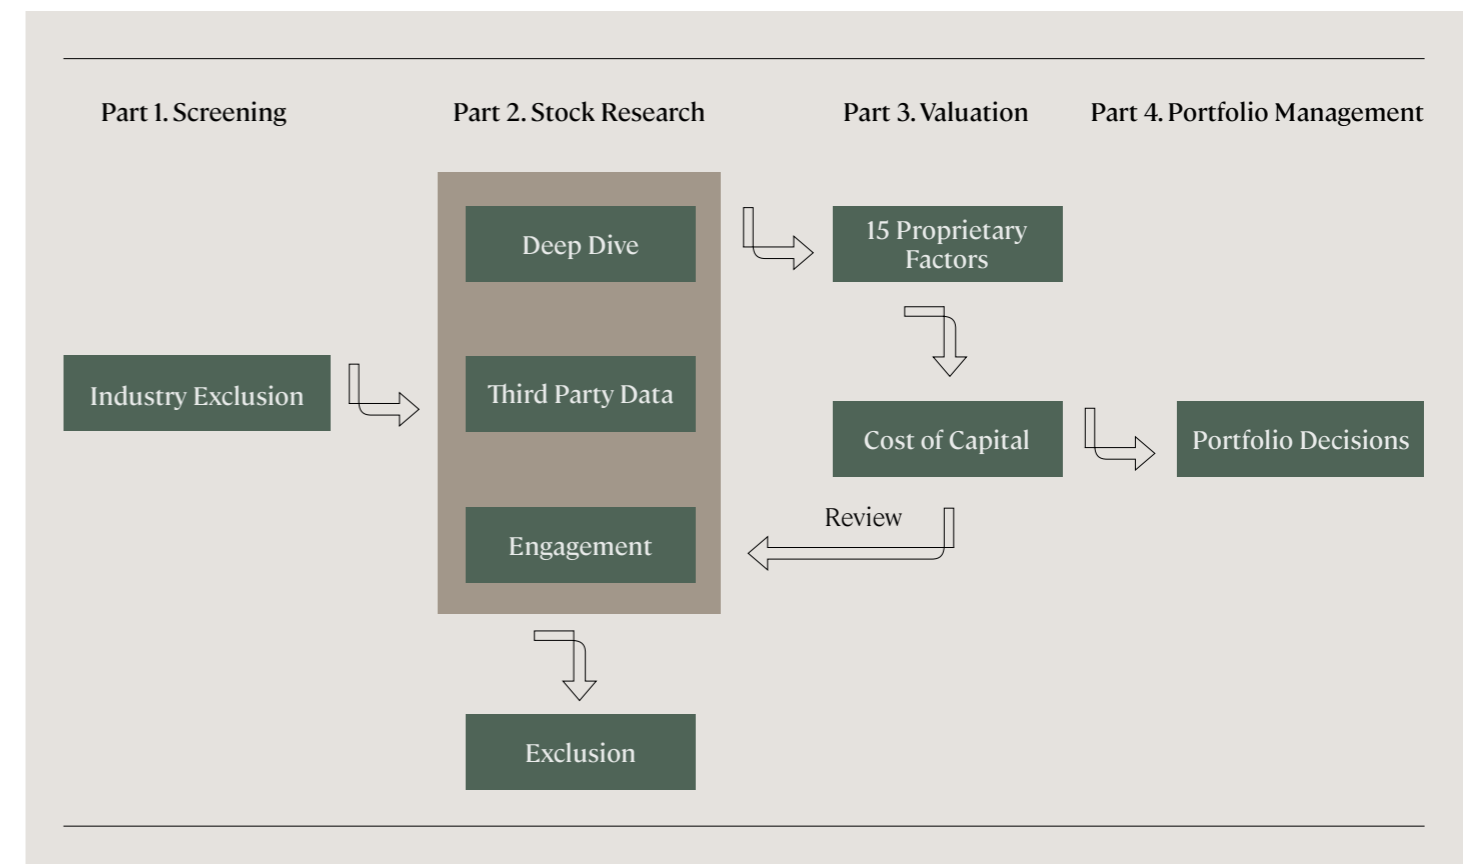 Part 1. Screening
Part 2. Stock Research
Part 3. Valuation
Part 4. Portfolio Management
Deep Dive
15 Proprietary
Factors
Industry Exclusion
Third Party Data
Cost of Capital
Portfolio Decisions
Review
Engagement
Exclusion